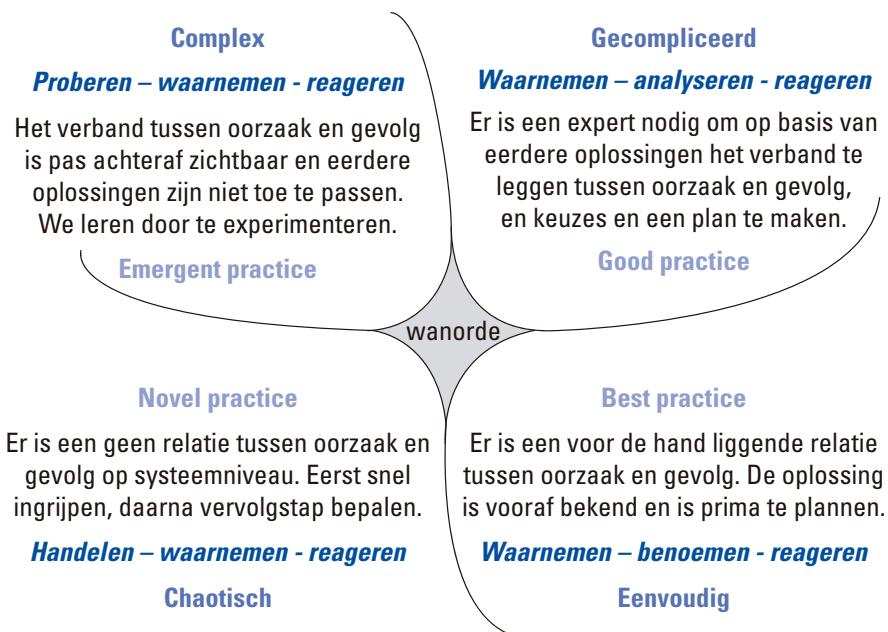 Complex
Proberen – waarnemen - reageren
Het verband tussen oorzaak en gevolg
is pas achteraf zichtbaar en eerdere
oplossingen zijn niet toe te passen.
We leren door te experimenteren.
Emergent practice
Gecompliceerd
Waarnemen – analyseren - reageren
Er is een expert nodig om op basis van
eerdere oplossingen het verband te
leggen tussen oorzaak en gevolg,
en keuzes en een plan te maken.
Good practice
wanorde
Novel practice
Er is een geen relatie tussen oorzaak en
gevolg op systeemniveau. Eerst snel
ingrijpen, daarna vervolgstap bepalen.
Handelen – waarnemen - reageren
Chaotisch
Best practice
Er is een voor de hand liggende relatie
tussen oorzaak en gevolg. De oplossing
is vooraf bekend en is prima te plannen.
Waarnemen – benoemen - reageren
Eenvoudig